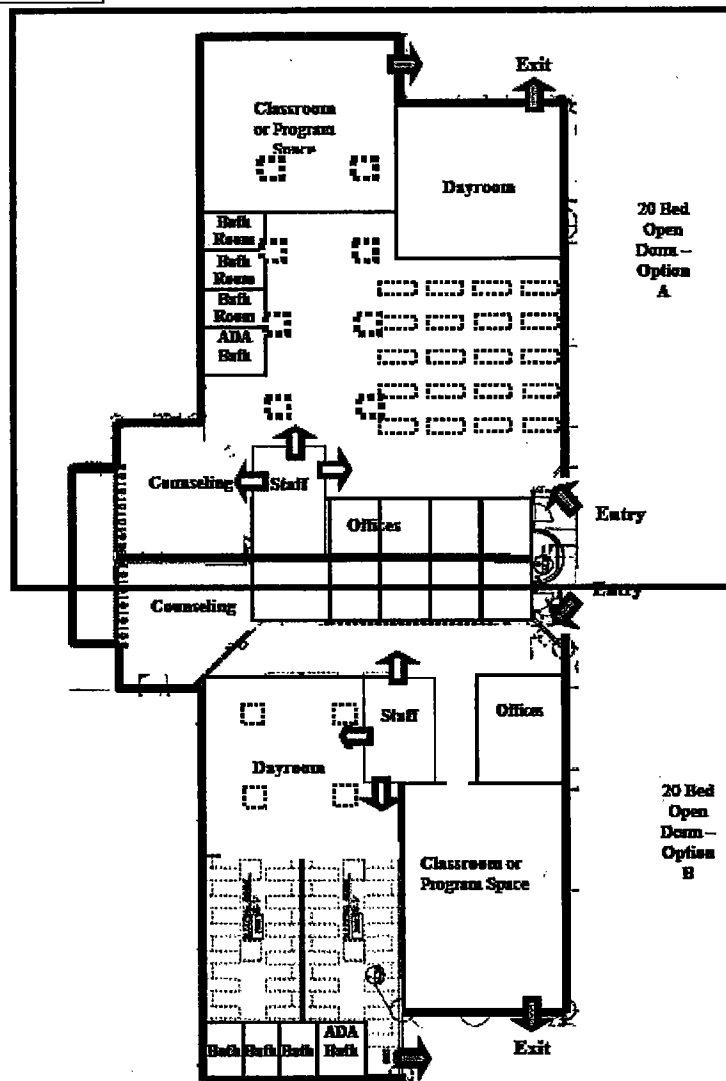 Exit
Classroom
or Program
Space
Dayroom
20 Bed
Open
Dorm –
Option
A
Bath
Room
Bath
Room
Bath
Room
ADA
Bath
Counseling
Staff
Offices
Entry
Entry
Counseling
Staff
Offices
Dayroom
20 Bed
Open
Dorm –
Option
B
Classroom or
Program Space
Bath
Bath
Bath
ADA
Bath
Exit